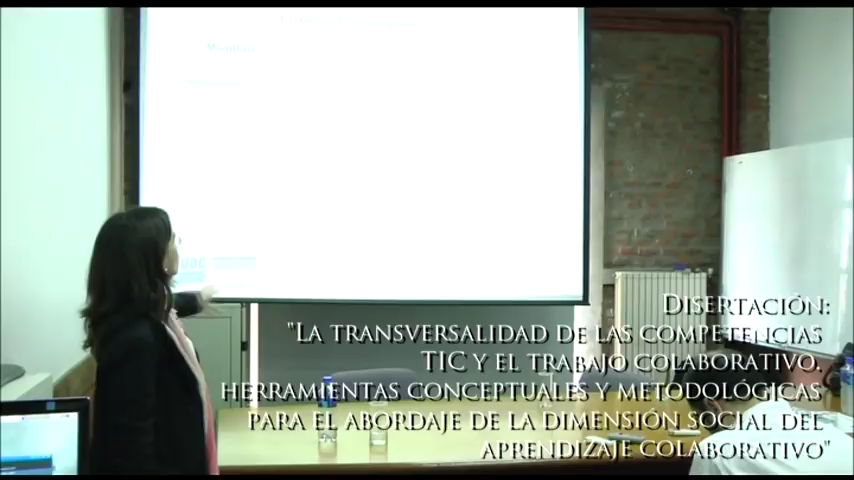 Disertación:
"La transversalidad de las competencias
TIC y el trabajo colaborativo.
herramientas conceptuales y metodológicas
para el abordaje de la dimensión social del
aprendizaje colaborativo"